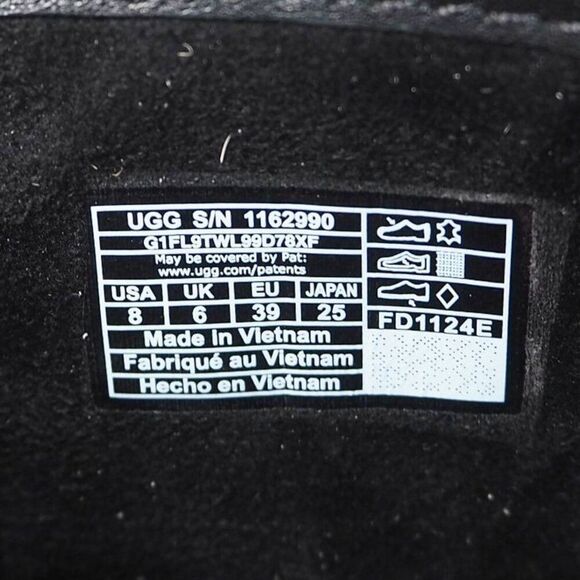 UGG S/N 1162990
G1FL9TWL99D78XF
May be covered by Pat:
www.ugg.com/patents
USA UK EU JAPAN
8 6 39 25
FD1124E
Made in Vietnam
Fabriqué au Vietnam
Hecho en Vietnam